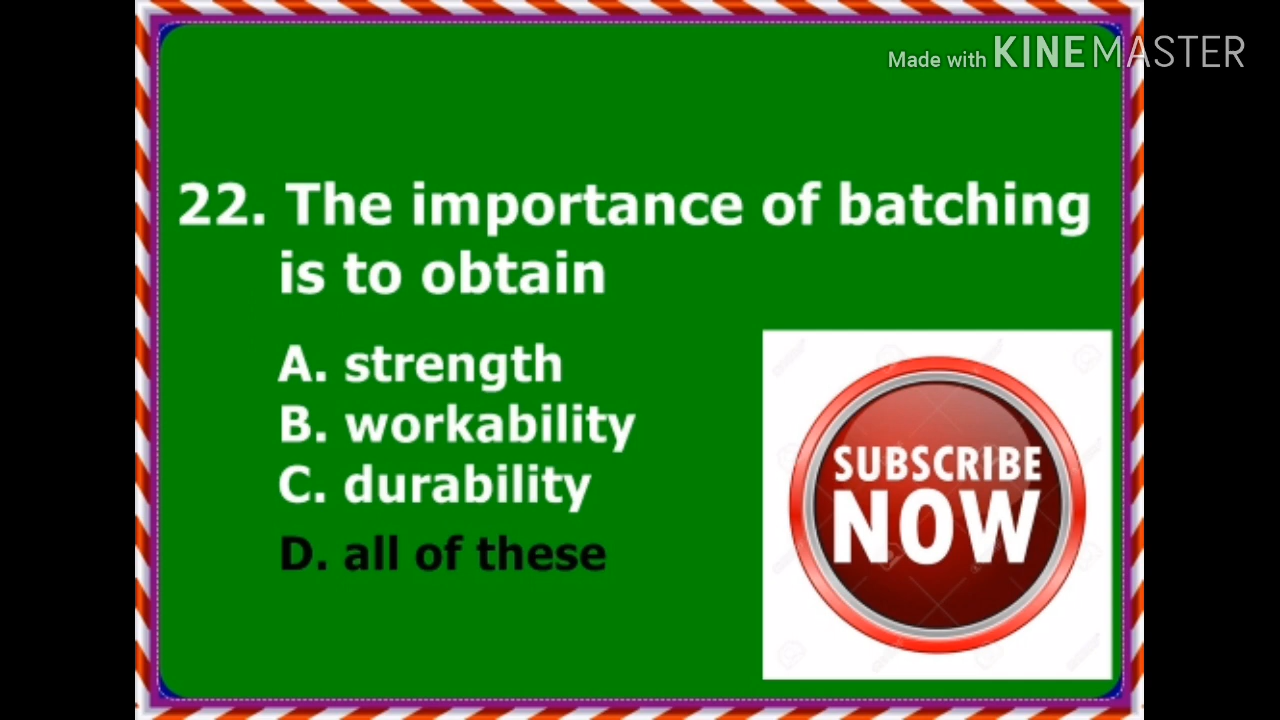 Made with KINEMASTER
22. The importance of batching
is to obtain
A. strength
B. workability
C. durability
D. all of these
SUBSCRIBE
NOW